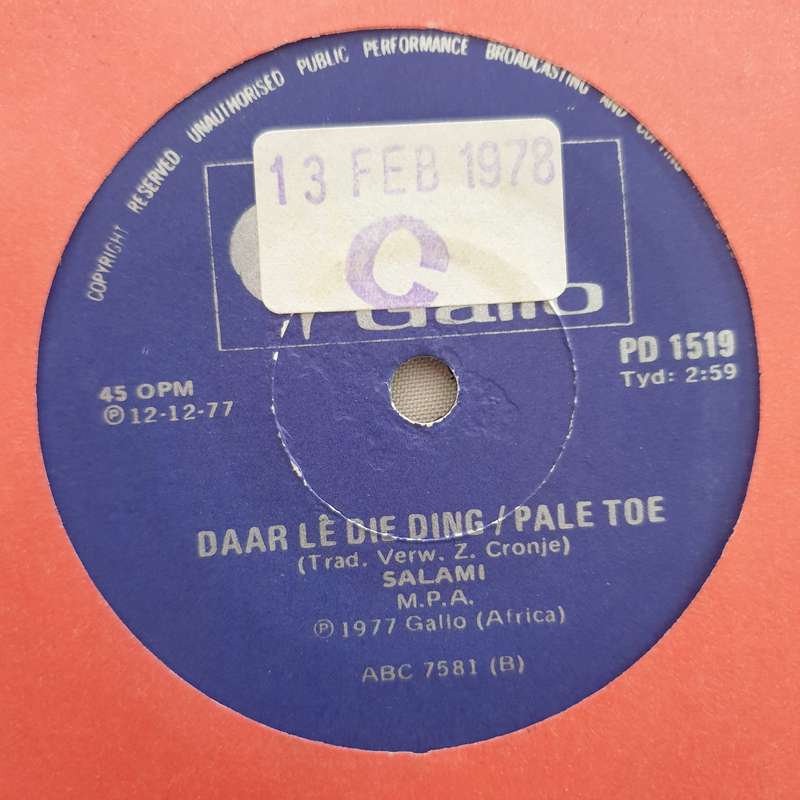 COPYRIGHT RESERVED. UNAUTHORISED PUBLIC PERFORMANCE BROADCASTING AND COPYING
13 FEB 1978
C
Gallo
PD 1519
Tyd: 2:59
45 OPM
Ⓟ 12-12-77
DAAR LÊ DIE DING / PALE TOE
(Trad. Verw. Z. Cronje)
SALAMI
M.P.A.
Ⓟ 1977 Gallo (Africa)
ABC 7581 (B)